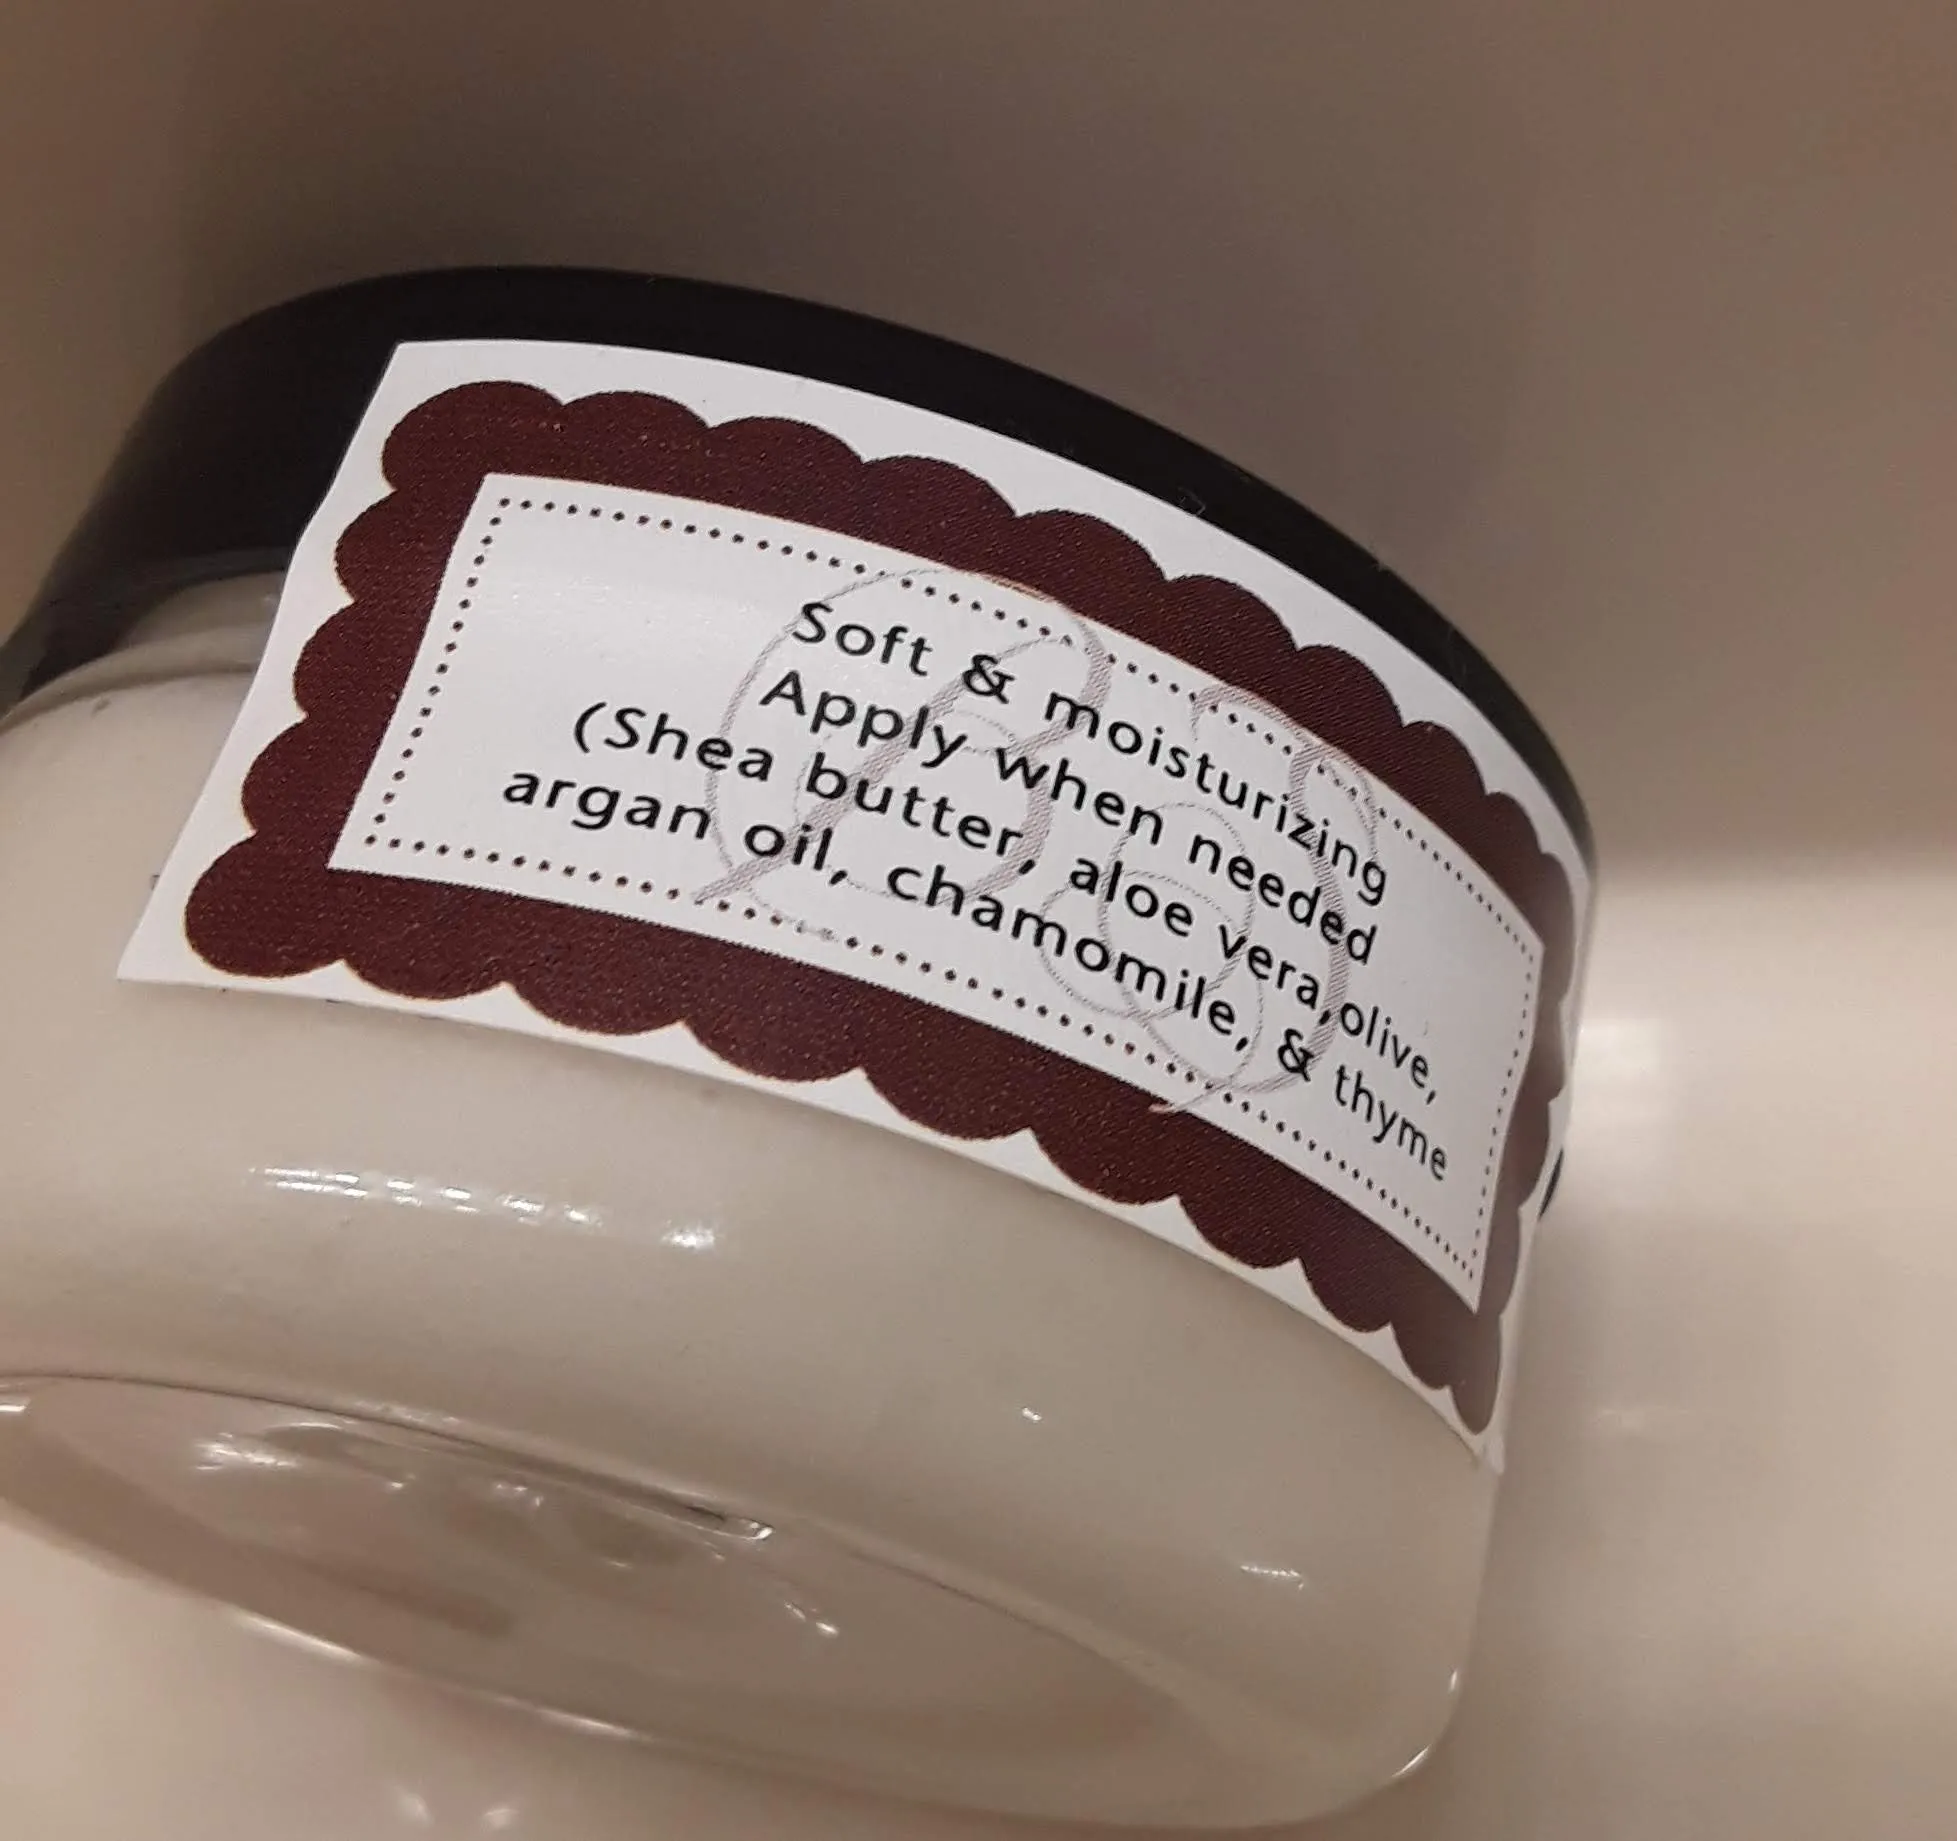 Soft & moisturizing
Apply when needed
(Shea butter, aloe vera,olive,
argan oil, chamomile, & thyme